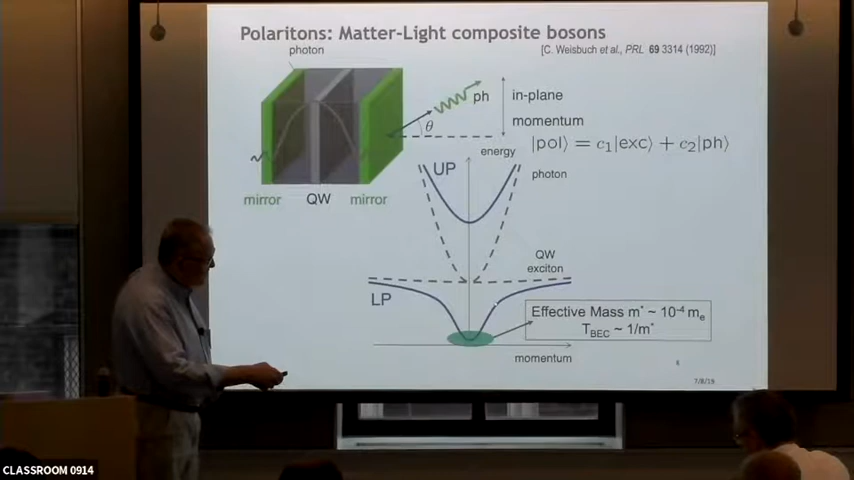 Polaritons: Matter-Light composite bosons
[C. Weisbuch et al., PRL 69 3314 (1992)]
photon
ph
in-plane
momentum
θ
|pol⟩ = c₁|exc⟩ + c₂|ph⟩
energy
UP
photon
mirror
QW
mirror
QW
exciton
LP
Effective Mass m* ~ 10⁻⁴ mₑ
T_BEC ~ 1/m*
momentum
7/8/19
CLASSROOM 0914